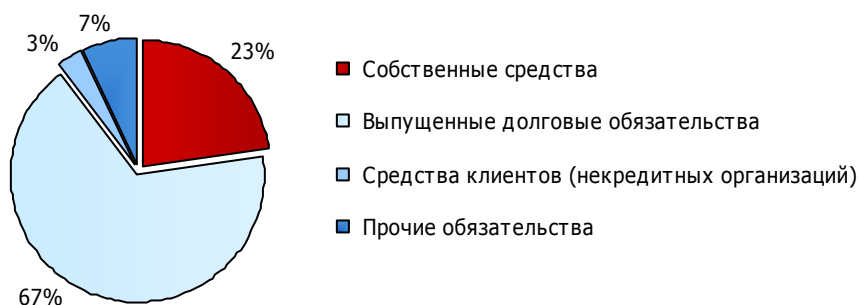 7%
3%
23%
Собственные средства
Выпущенные долговые обязательства
Средства клиентов (некредитных организаций)
Прочие обязательства
67%